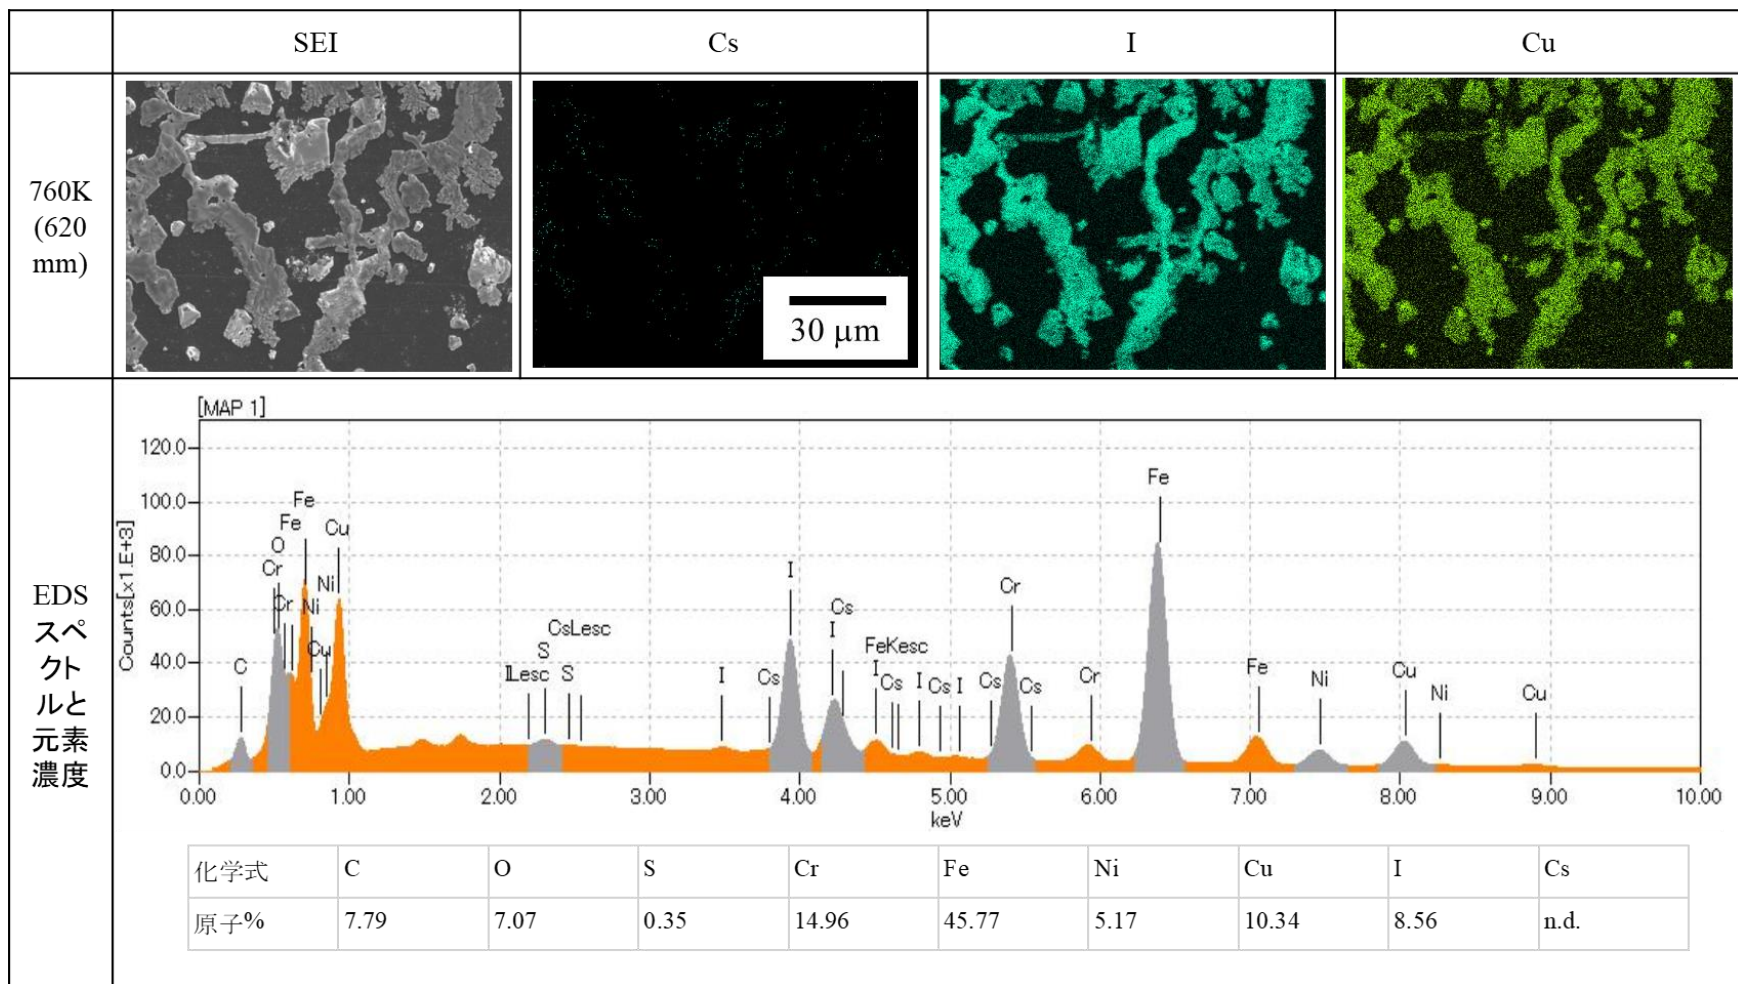 SEI Cs I Cu
760K
(620
mm)
30 µm
EDS
スペ
クト
ルと
元素
濃度
[MAP 1]
Counts[x1.E+3]
120.0
100.0
80.0
60.0
40.0
20.0
0.0
C
Cr
O
Fe
Fe
Cr
Ni
Cu
Ni
Cu
ILesc
S
CsLesc
S
I
Cs
I
I
Cs
FeKesc
I
Cs
I
Cs
I
Cs
Cr
Cs
Cr
Fe
Fe
Ni
Cu
Ni
Cu
0.00 1.00 2.00 3.00 4.00 5.00 6.00 7.00 8.00 9.00 10.00
keV
化学式 C O S Cr Fe Ni Cu I Cs
原子% 7.79 7.07 0.35 14.96 45.77 5.17 10.34 8.56 n.d.